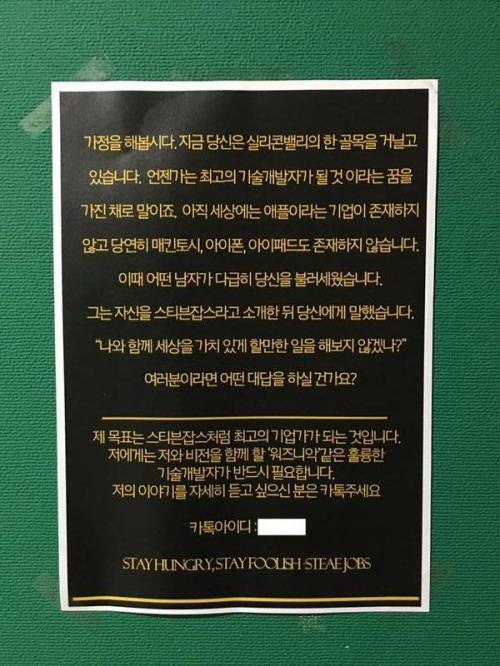 가정을 해봅시다. 지금 당신은 실리콘밸리의 한 골목을 거닐고
있습니다. 언젠가는 최고의 기술개발자가 될 것 이라는 꿈을
가진 채로 말이죠. 아직 세상에는 애플이라는 기업이 존재하지
않고 당연히 매킨토시, 아이폰, 아이패드도 존재하지 않습니다.
이때 어떤 남자가 다급히 당신을 불러세웠습니다.
그는 자신을 스티븐잡스라고 소개한 뒤 당신에게 말했습니다.
"나와 함께 세상을 가치 있게 할만한 일을 해보지 않겠나?"
여러분이라면 어떤 대답을 하실 건가요?
제 목표는 스티븐잡스처럼 최고의 기업가가 되는 것입니다.
저에게는 저와 비전을 함께 할 '워즈니악'같은 훌륭한
기술개발자가 반드시 필요합니다.
저의 이야기를 자세히 듣고 싶으신 분은 카톡주세요
카톡아이디 :
STAY HUNGRY, STAY FOOLISH-STEAE JOBS